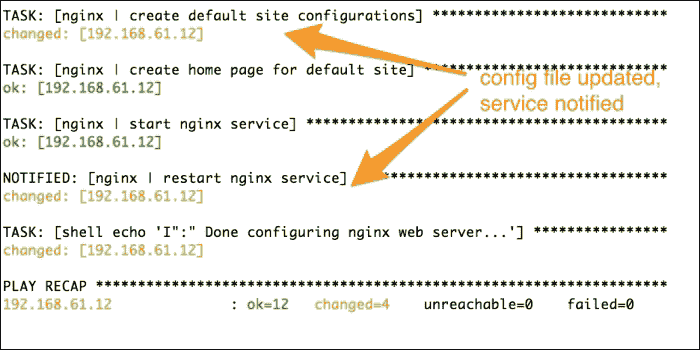 TASK: [nginx | create default site configurations] ****************************
changed: [192.168.61.12]
TASK: [nginx | create home page for default site] *****************************
ok: [192.168.61.12]
config file updated,
service notified
TASK: [nginx | start nginx service] *******************************************
ok: [192.168.61.12]
NOTIFIED: [nginx | restart nginx service] *************************************
changed: [192.168.61.12]
TASK: [shell echo 'I":" Done configuring nginx web server...'] ****************
changed: [192.168.61.12]
PLAY RECAP ********************************************************************
192.168.61.12 : ok=12 changed=4 unreachable=0 failed=0